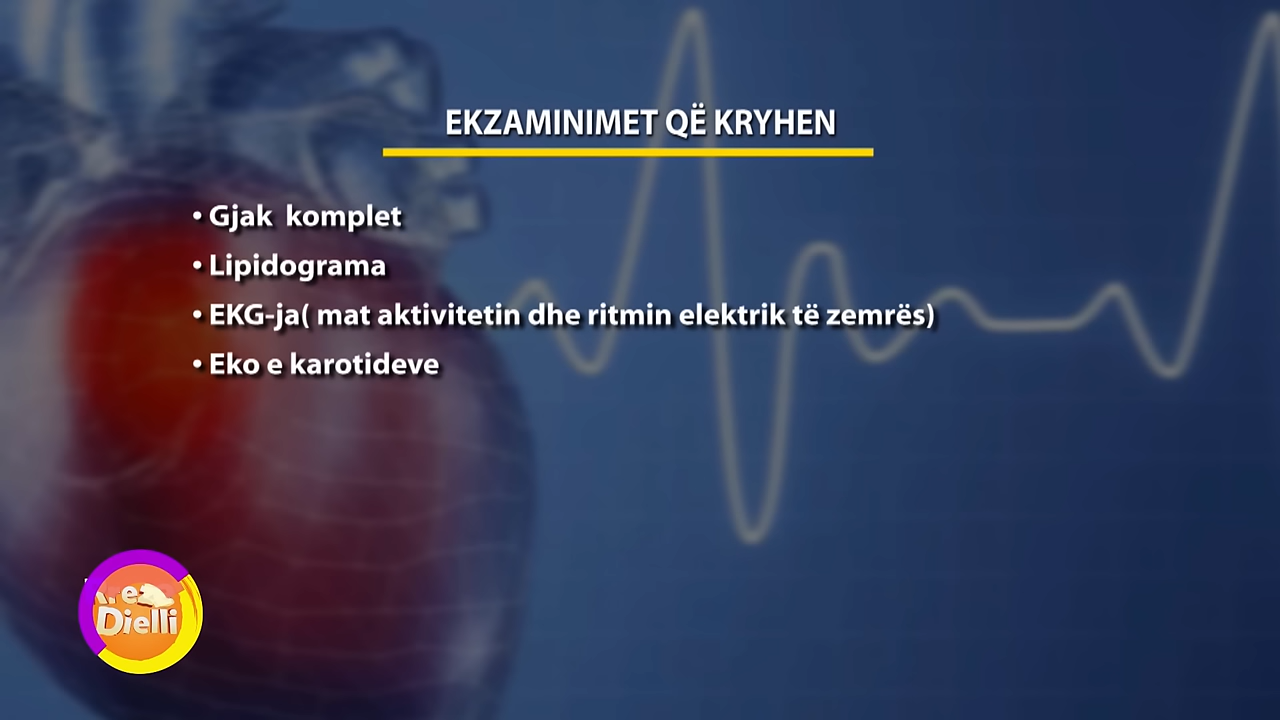 EKZAMINIMET QË KRYHEN
• Gjak  komplet
• Lipidograma
• EKG-ja( mat aktivitetin dhe ritmin elektrik të zemrës)
• Eko e karotideve
Dielli